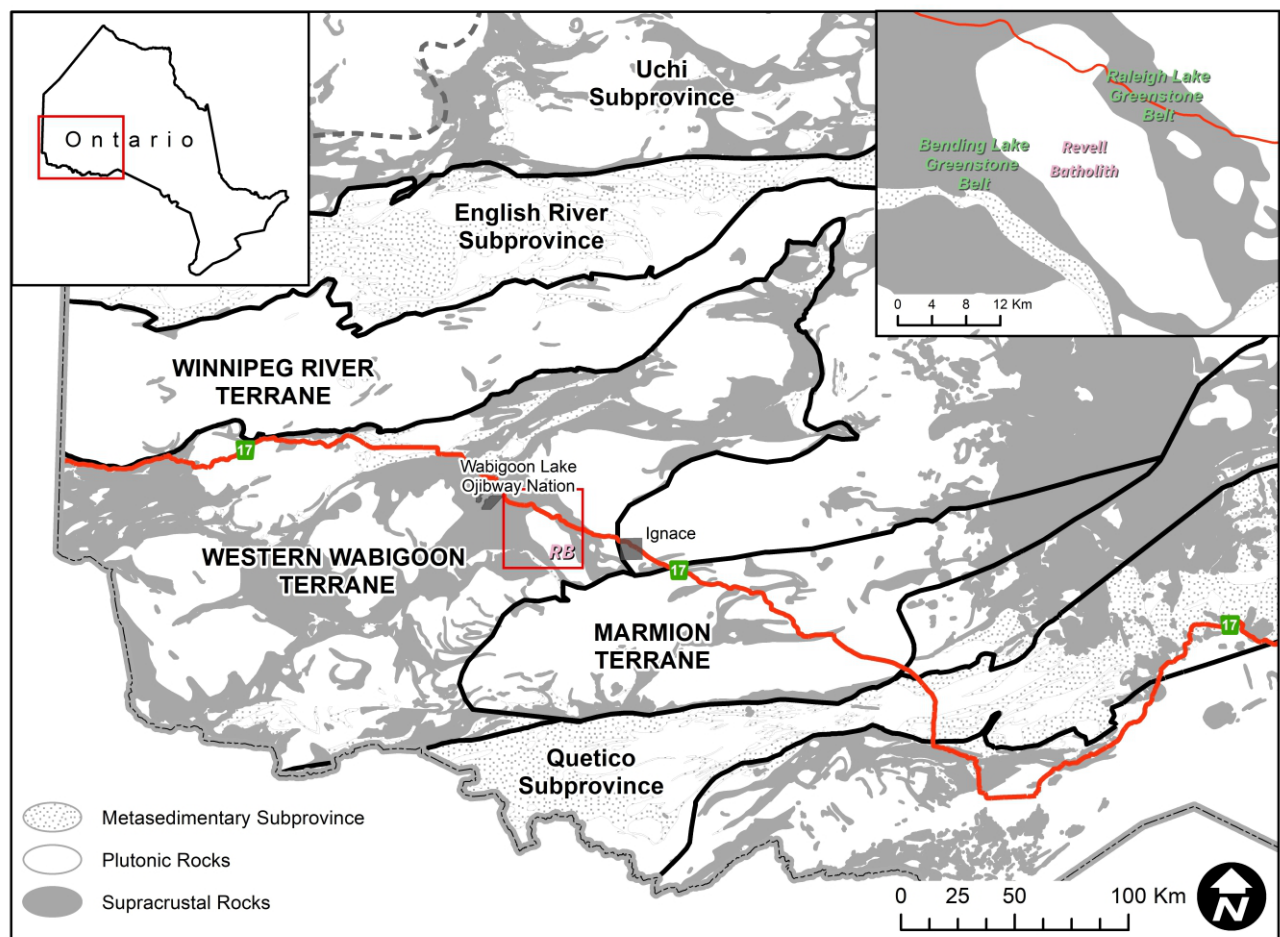 Ontario
Uchi
Subprovince
English River
Subprovince
Raleigh Lake
Greenstone
Belt
Bending Lake
Greenstone
Belt
Revell
Batholith
0 4 8 12 Km
WINNIPEG RIVER
TERRANE
17
Wabigoon Lake
Ojibway Nation
WESTERN WABIGOON
TERRANE
RB
Ignace
17
MARMION
TERRANE
17
Quetico
Subprovince
Metasedimentary Subprovince
Plutonic Rocks
Supracrustal Rocks
0 25 50 100 Km
N